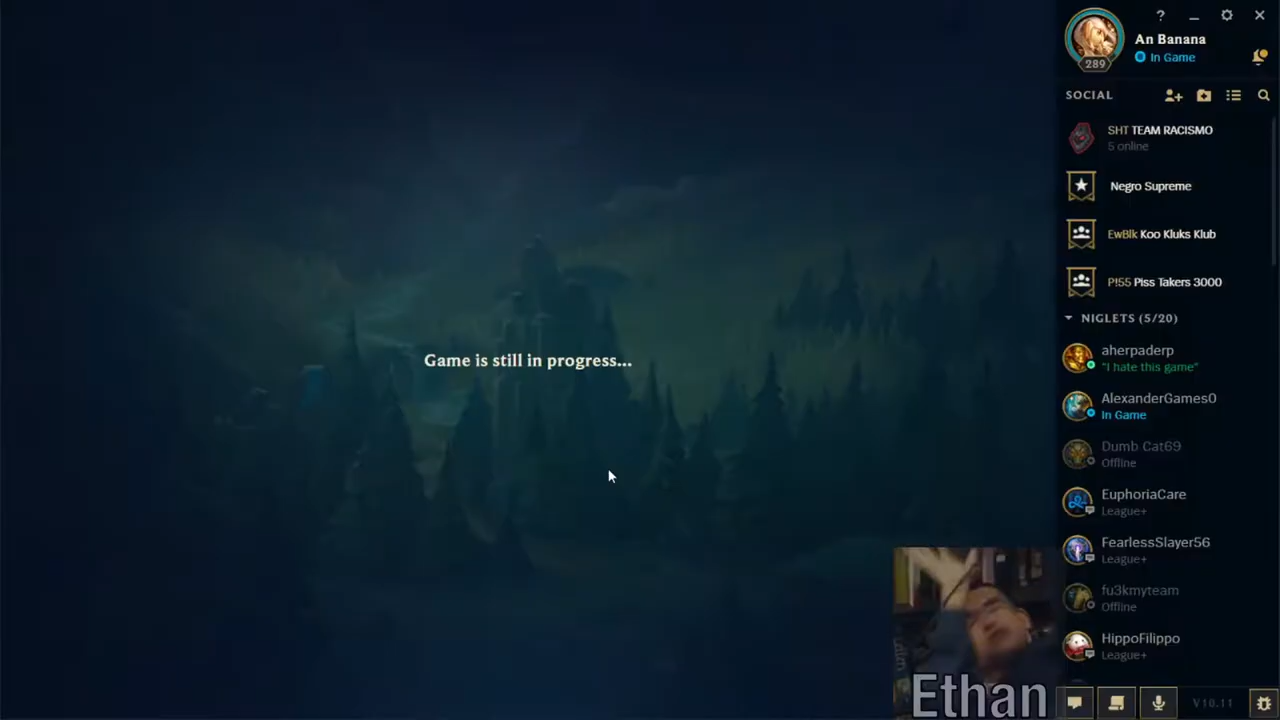 ?
An Banana
289
In Game
SOCIAL
SHT TEAM RACISMO
5 online
Negro Supreme
EwBlk Koo Kluks Klub
P!55 Piss Takers 3000
NIGLETS (5/20)
Game is still in progress...
aherpaderp
"I hate this game"
AlexanderGames0
In Game
Dumb Cat69
Offline
EuphoriaCare
League+
FearlessSlayer56
League+
fu3kmyteam
Offline
HippoFilippo
League+
Ethan
V10.11